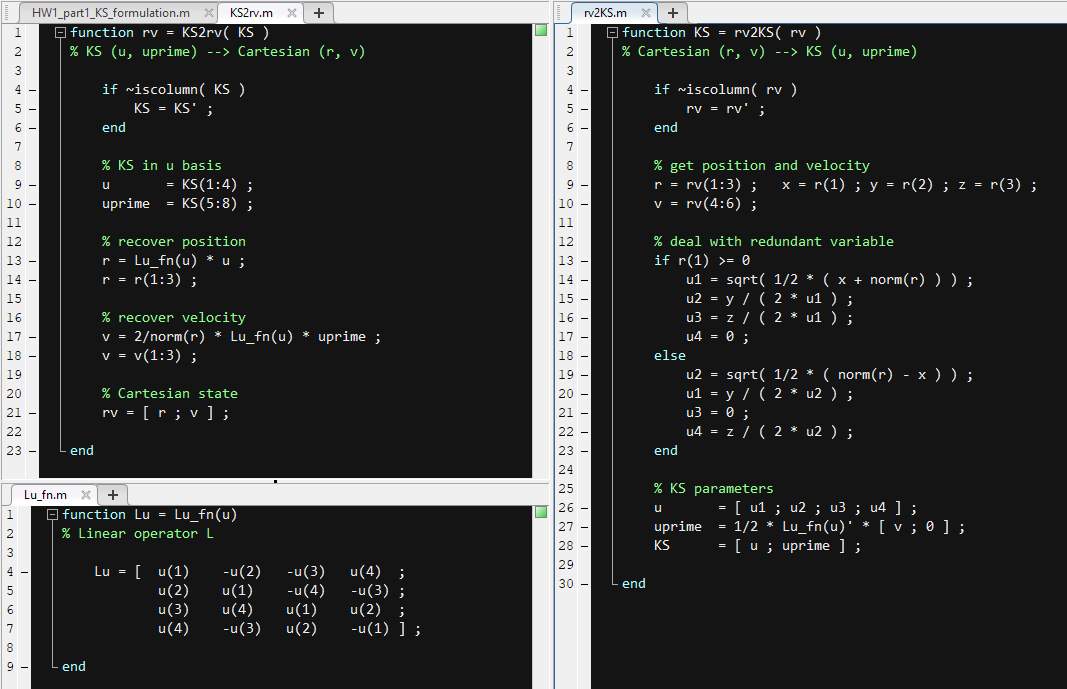 HW1_part1_KS_formulation.m × KS2rv.m × +
1 function rv = KS2rv( KS )
2 % KS (u, uprime) --> Cartesian (r, v)
3
4 – if ~iscolumn( KS )
5 – KS = KS' ;
6 – end
7
8 % KS in u basis
9 – u = KS(1:4) ;
10 – uprime = KS(5:8) ;
11
12 % recover position
13 – r = Lu_fn(u) * u ;
14 – r = r(1:3) ;
15
16 % recover velocity
17 – v = 2/norm(r) * Lu_fn(u) * uprime ;
18 – v = v(1:3) ;
19
20 % Cartesian state
21 – rv = [ r ; v ] ;
22
23 – end
Lu_fn.m × +
1 function Lu = Lu_fn(u)
2 % Linear operator L
3
4 – Lu = [ u(1) -u(2) -u(3) u(4) ;
5 u(2) u(1) -u(4) -u(3) ;
6 u(3) u(4) u(1) u(2) ;
7 u(4) -u(3) u(2) -u(1) ] ;
8
9 – end
rv2KS.m × +
1 function KS = rv2KS( rv )
2 % Cartesian (r, v) --> KS (u, uprime)
3
4 – if ~iscolumn( rv )
5 – rv = rv' ;
6 – end
7
8 % get position and velocity
9 – r = rv(1:3) ; x = r(1) ; y = r(2) ; z = r(3) ;
10 – v = rv(4:6) ;
11
12 % deal with redundant variable
13 – if r(1) >= 0
14 – u1 = sqrt( 1/2 * ( x + norm(r) ) ) ;
15 – u2 = y / ( 2 * u1 ) ;
16 – u3 = z / ( 2 * u1 ) ;
17 – u4 = 0 ;
18 – else
19 – u2 = sqrt( 1/2 * ( norm(r) - x ) ) ;
20 – u1 = y / ( 2 * u2 ) ;
21 – u3 = 0 ;
22 – u4 = z / ( 2 * u2 ) ;
23 – end
24
25 % KS parameters
26 – u = [ u1 ; u2 ; u3 ; u4 ] ;
27 – uprime = 1/2 * Lu_fn(u)' * [ v ; 0 ] ;
28 – KS = [ u ; uprime ] ;
29
30 – end